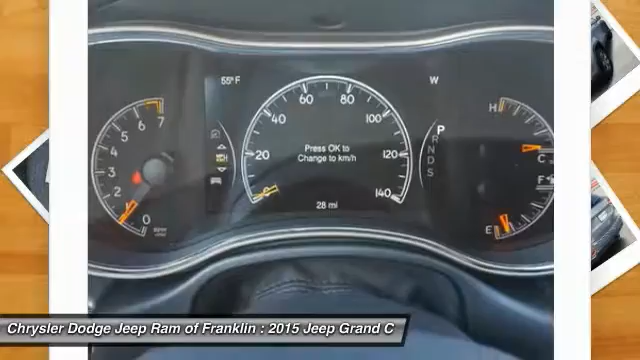 55° F
W
60 80
40 100
20 120
0 140
Press OK to
Change to km/h
28 mi
7
6
5
4
3
2
1
0
P
R
N
D
S
H
C
F
E
Chrysler Dodge Jeep Ram of Franklin : 2015 Jeep Grand C